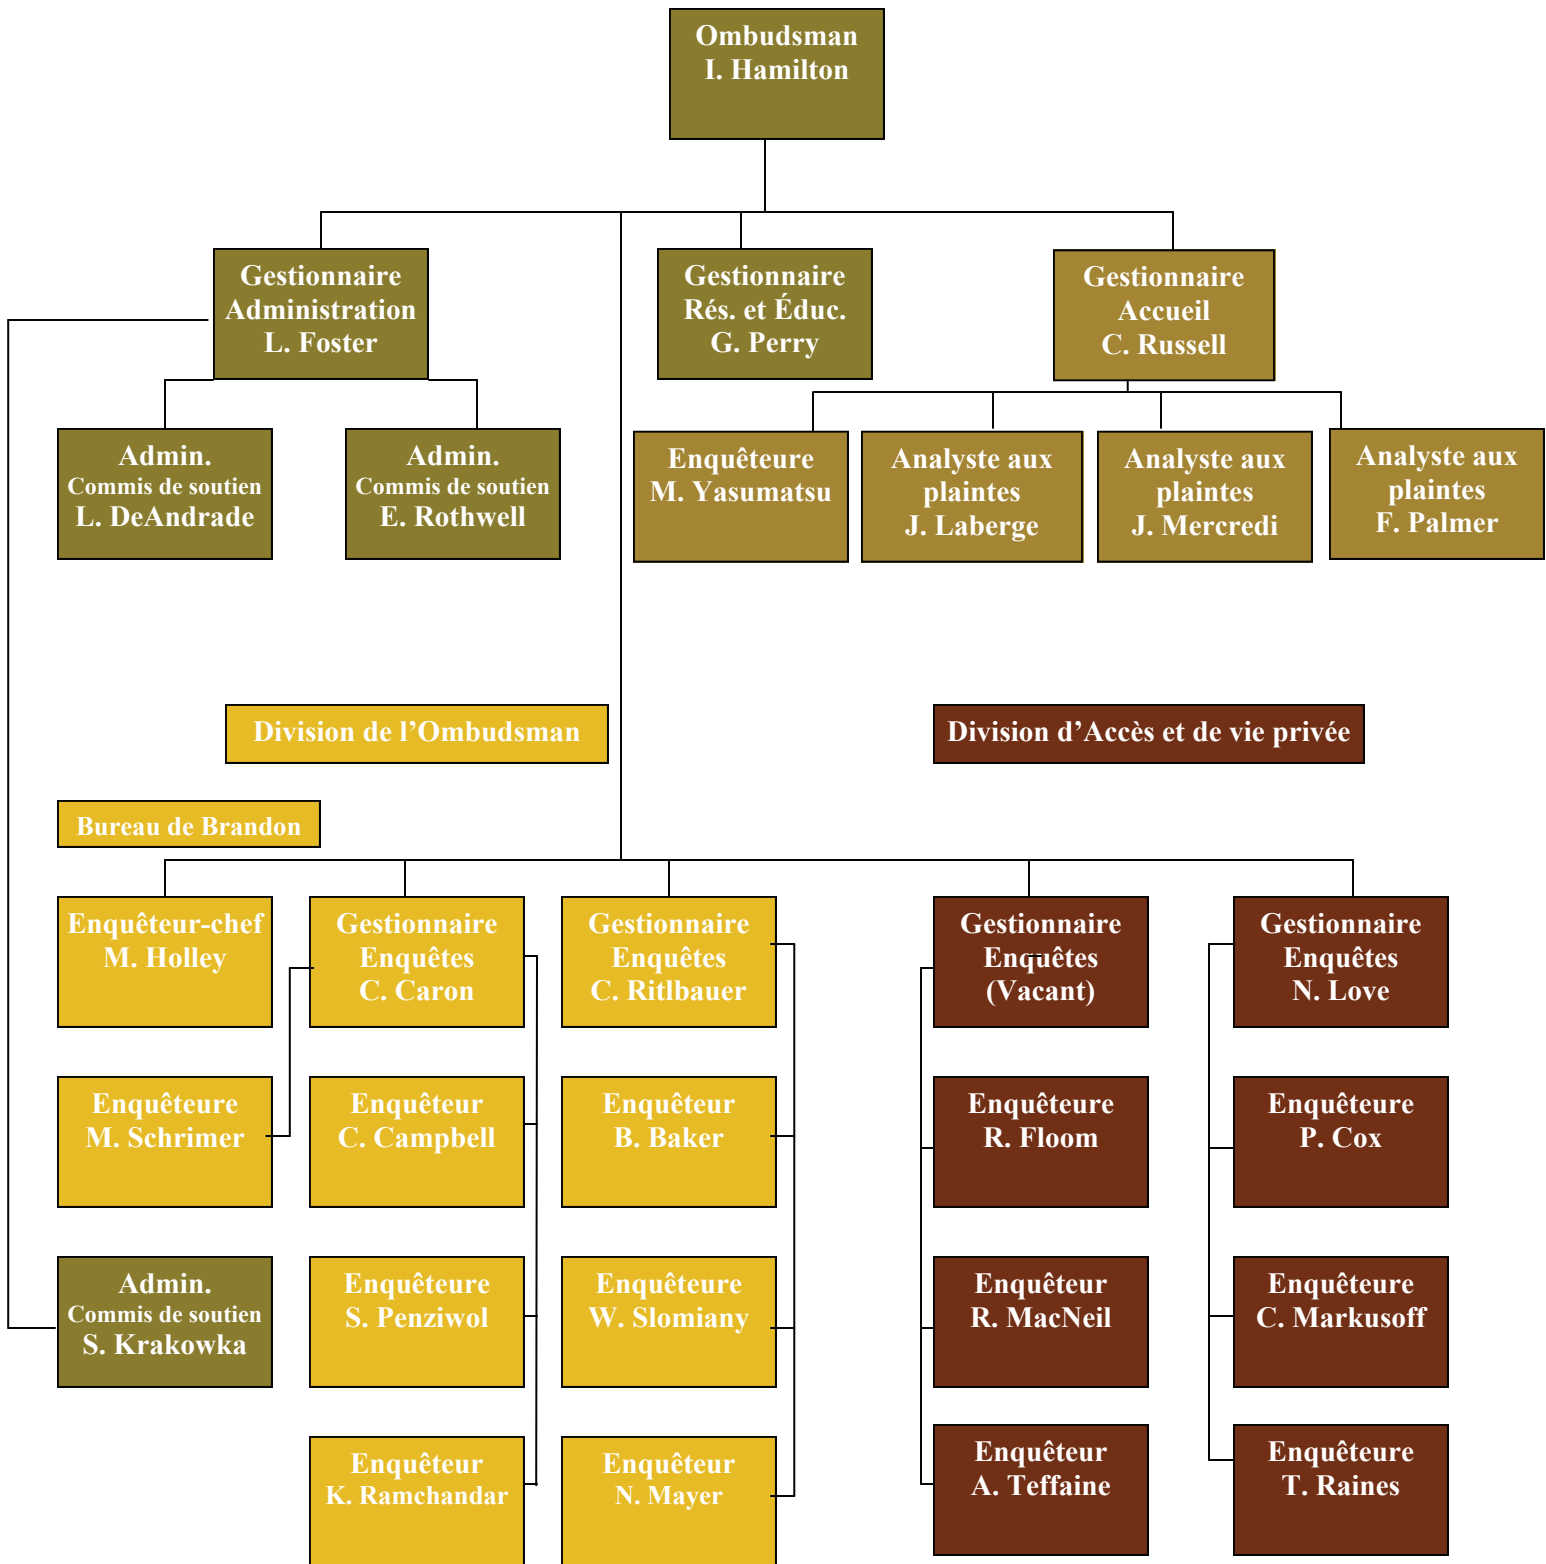 Ombudsman
I. Hamilton
Gestionnaire
Administration
L. Foster
Gestionnaire
Rés. et Éduc.
G. Perry
Gestionnaire
Accueil
C. Russell
Admin.
Commis de soutien
L. DeAndrade
Admin.
Commis de soutien
E. Rothwell
Enquêteure
M. Yasumatsu
Analyste aux
plaintes
J. Laberge
Analyste aux
plaintes
J. Mercredi
Analyste aux
plaintes
F. Palmer
Division de l’Ombudsman
Division d’Accès et de vie privée
Bureau de Brandon
Enquêteur-chef
M. Holley
Gestionnaire
Enquêtes
C. Caron
Gestionnaire
Enquêtes
C. Ritlbauer
Gestionnaire
Enquêtes
(Vacant)
Gestionnaire
Enquêtes
N. Love
Enquêteure
M. Schrimer
Enquêteur
C. Campbell
Enquêteur
B. Baker
Enquêteure
R. Floom
Enquêteure
P. Cox
Admin.
Commis de soutien
S. Krakowka
Enquêteure
S. Penziwol
Enquêteure
W. Slomiany
Enquêteur
R. MacNeil
Enquêteure
C. Markusoff
Enquêteur
K. Ramchandar
Enquêteur
N. Mayer
Enquêteur
A. Teffaine
Enquêteure
T. Raines